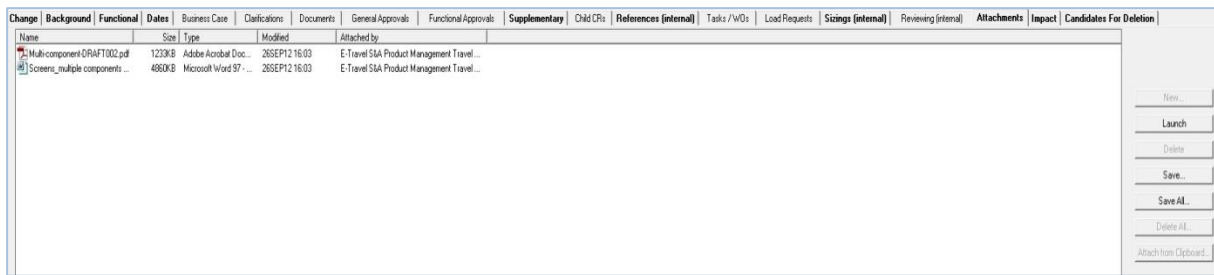 Change Background Functional Dates Business Case Clarifications Documents General Approvals Functional Approvals Supplementary Child CRs References (internal) Tasks / WOs Load Requests Sizings (internal) Reviewing (internal) Attachments Impact Candidates For Deletion
Name Size Type Modified Attached by
Multi-component-DRAFT002.pdf 1233KB Adobe Acrobat Doc... 26SEP12 16:03 E-Travel S&A Product Management Travel ...
Screens_multiple components ... 4860KB Microsoft Word 97 - ... 26SEP12 16:03 E-Travel S&A Product Management Travel ...
New...
Launch
Delete
Save...
Save All...
Delete All...
Attach from Clipboard...